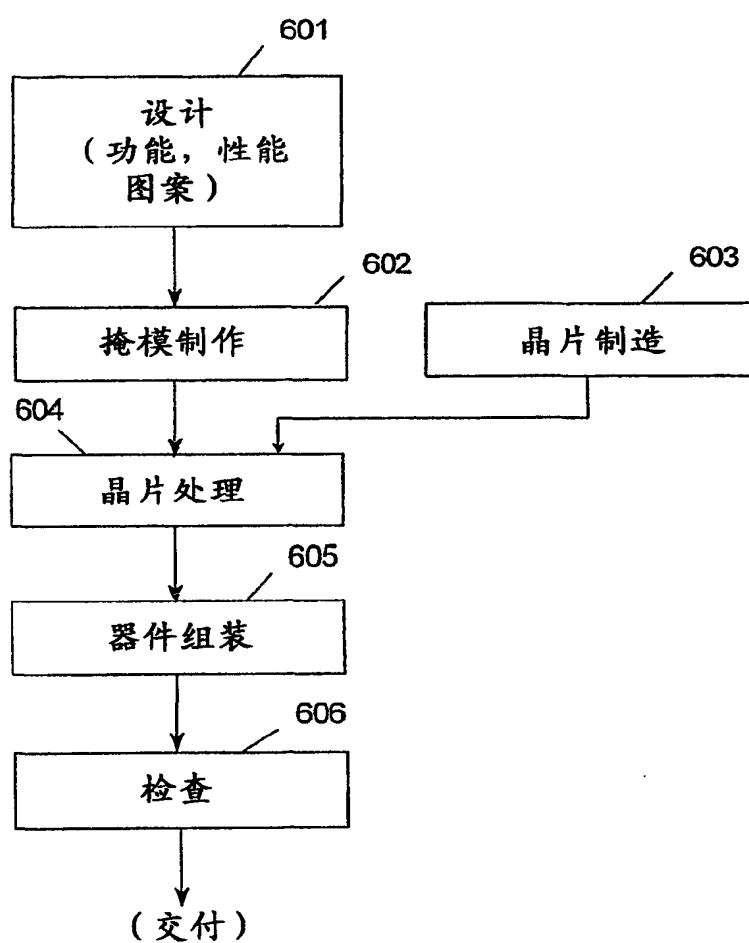 601
设计
（功能，性能
图案）
602
603
掩模制作
晶片制造
604
晶片处理
605
器件组装
606
检查
（交付）